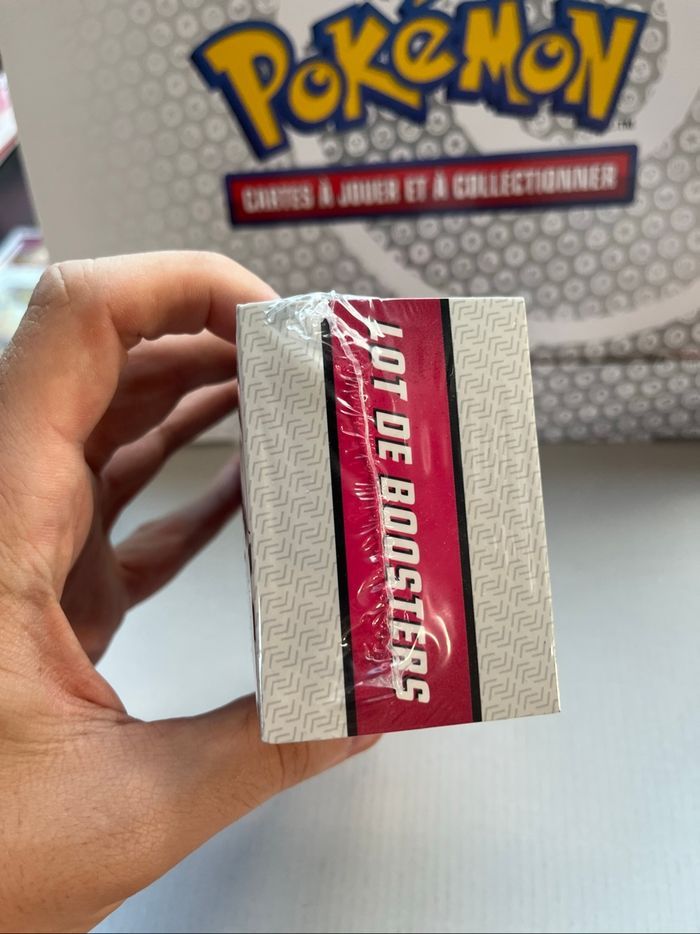 POKéMON
CARTES À JOUER ET À COLLECTIONNER
LOT DE BOOSTERS